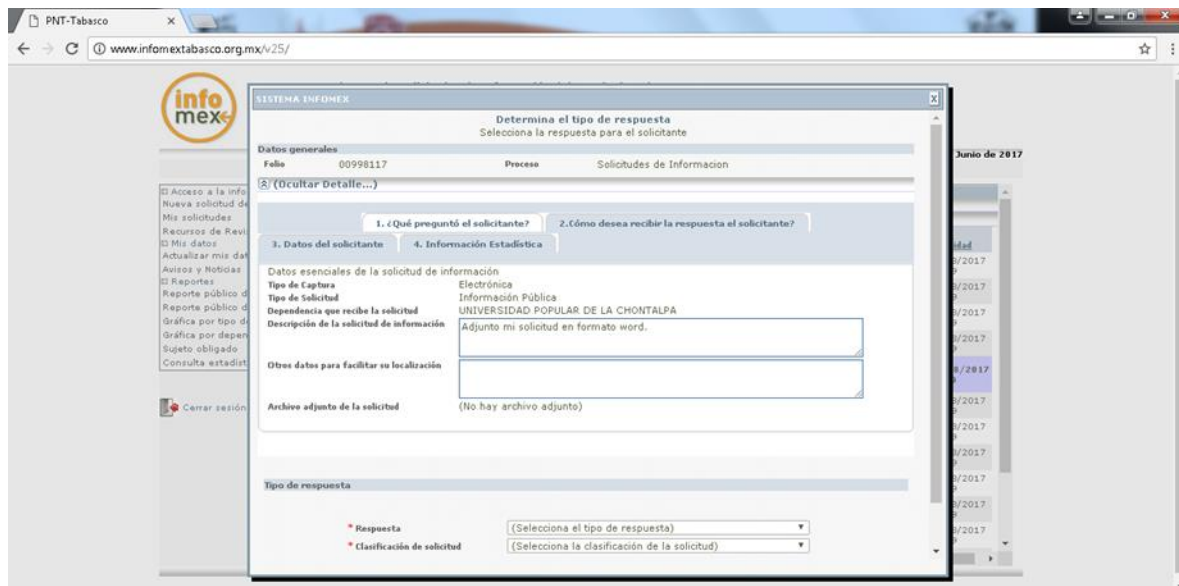 PNT-Tabasco
www.infomextabasco.org.mx/v25/
info
mex
SISTEMA INFOMEX
Determina el tipo de respuesta
Selecciona la respuesta para el solicitante
Junio de 2017
Datos generales
Folio 00998117 Proceso Solicitudes de Informacion
(Ocultar Detalle...)
1. ¿Qué preguntó el solicitante? 2.Cómo desea recibir la respuesta el solicitante?
3. Datos del solicitante 4. Información Estadística
Acceso a la info
Nueva solicitud de
Mis solicitudes
Recursos de Revi
Mis datos
Actualizar mis dat
Avisos y Noticias
Reportes
Reporte público d
Reporte público d
Gráfica por tipo d
Gráfica por depen
Sujeto obligado
Consulta estadíst
Cerrar sesión
Datos esenciales de la solicitud de información
Tipo de Captura Electrónica
Tipo de Solicitud Información Pública
Dependencia que recibe la solicitud UNIVERSIDAD POPULAR DE LA CHONTALPA
Descripción de la solicitud de información Adjunto mi solicitud en formato word.
Otros datos para facilitar su localización
Archivo adjunto de la solicitud (No hay archivo adjunto)
Tipo de respuesta
* Respuesta (Selecciona el tipo de respuesta)
* Clasificación de solicitud (Selecciona la clasificación de la solicitud)